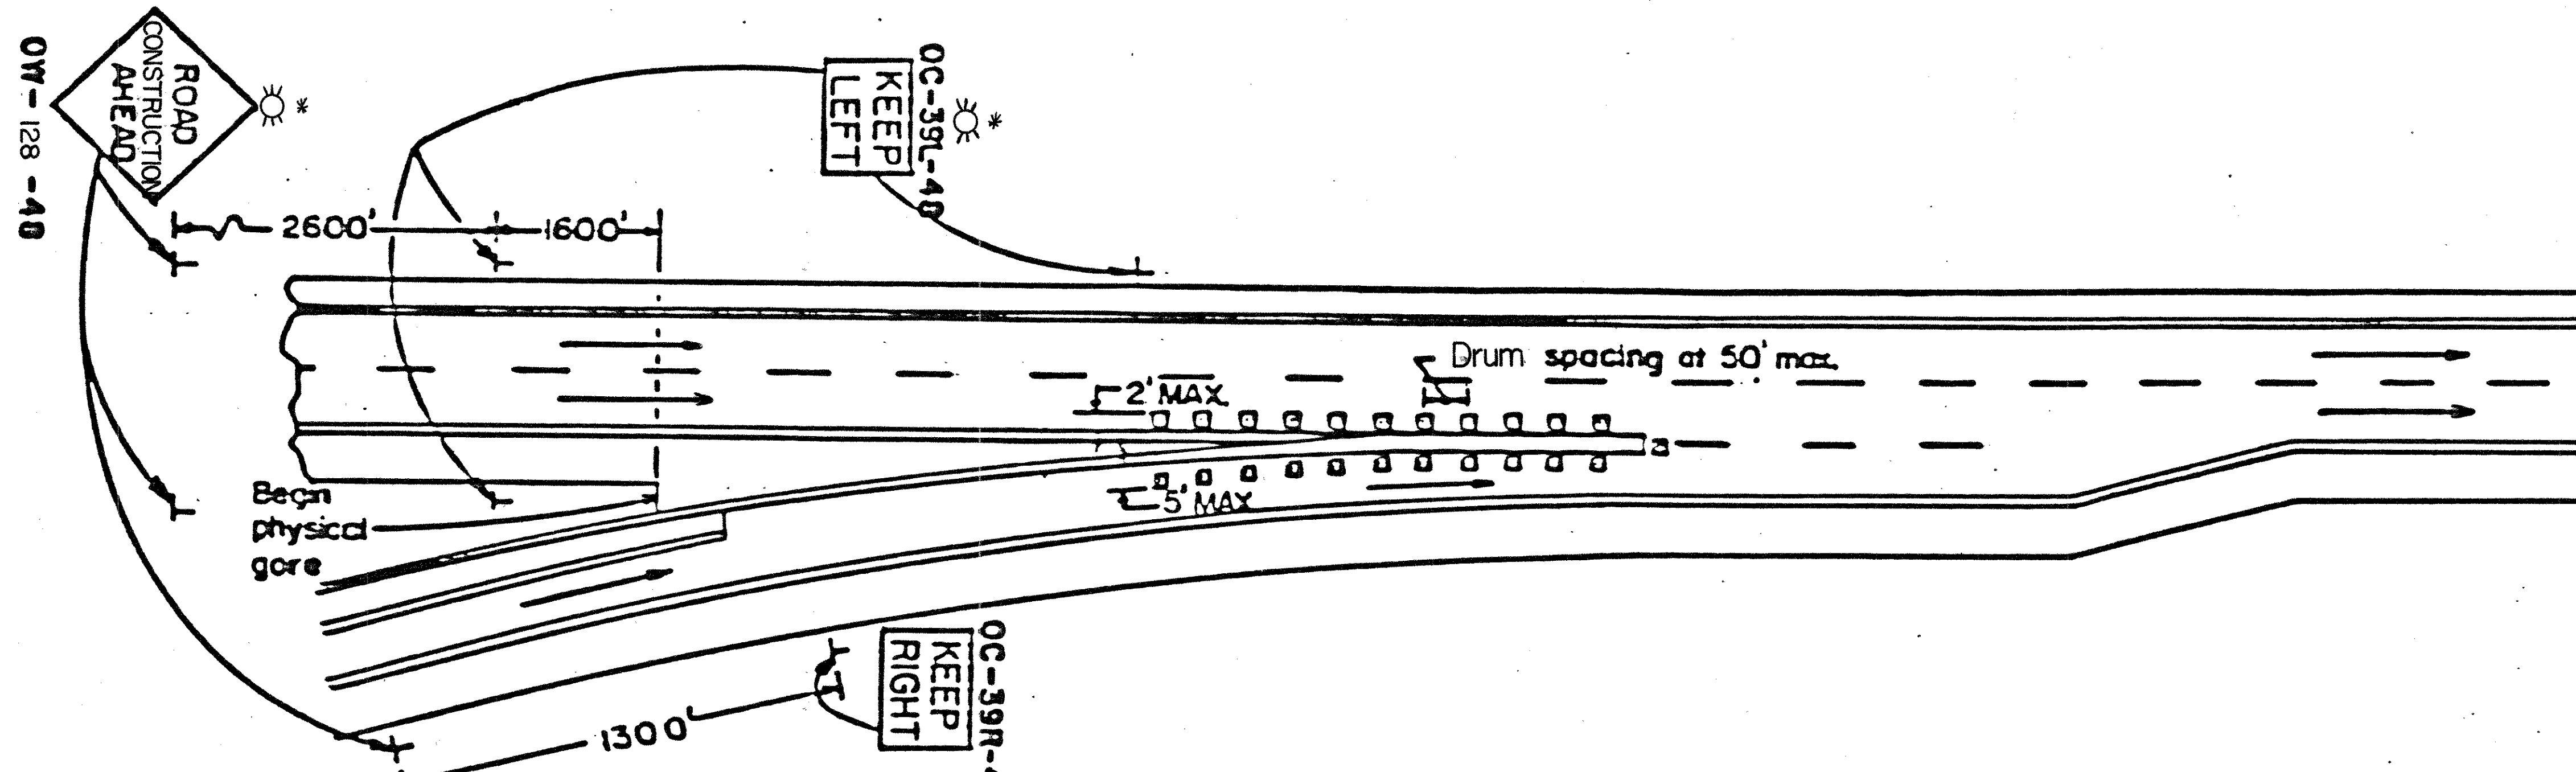 ROAD
CONSTRUCTION
AHEAD
OW-128-48
*
KEEP
LEFT
OC-39L-48
*
2600'
1600'
Drum spacing at 50' max.
2' MAX.
5' MAX
Begin
physical
gore
KEEP
RIGHT
OC-39R-
1300'